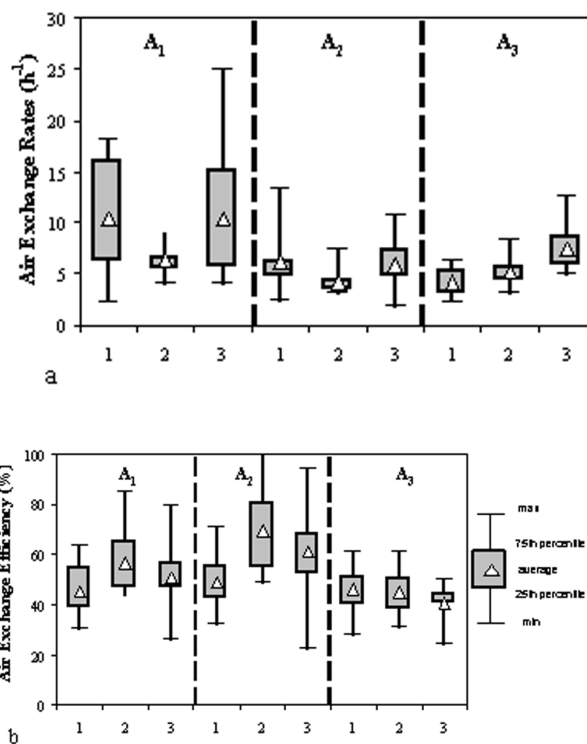 30
25
20
15
10
5
0
Air Exchange Rates (h⁻¹)
A₁ A₂ A₃
1 2 3 1 2 3 1 2 3
a
100
80
60
40
20
0
Air Exchange Efficiency (%)
A₁ A₂ A₃
1 2 3 1 2 3 1 2 3
b
max
75th percentile
average
25th percentile
min